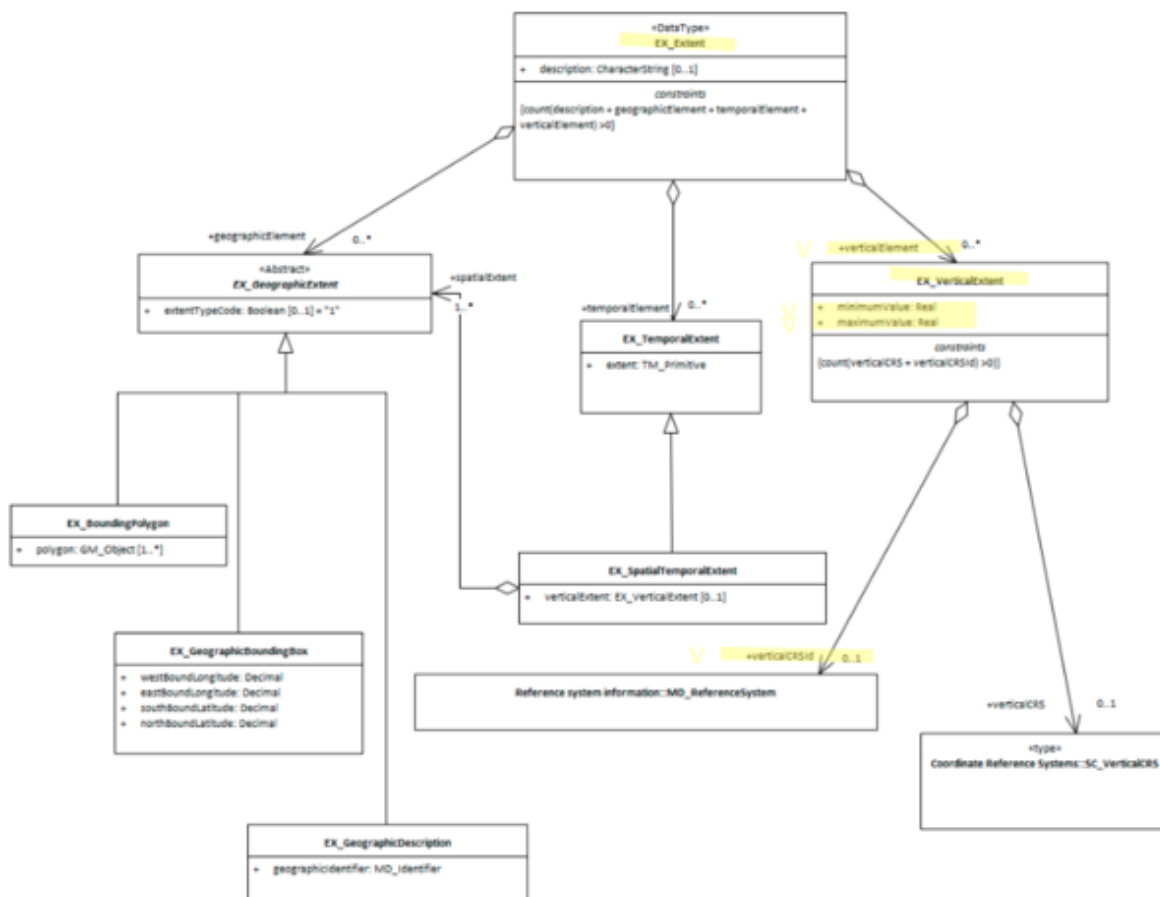 «DataType»
EX_Extent
+ description: CharacterString [0..1]
constraints
{count(description + geographicElement + temporalElement +
verticalElement) >0}
+geographicElement
0..*
«Abstract»
EX_GeographicExtent
+ extentTypeCode: Boolean [0..1] = "1"
+spatialExtent
1..*
+temporalElement
0..*
EX_TemporalExtent
+ extent: TM_Primitive
V +verticalElement
0..*
EX_VerticalExtent
V + minimumValue: Real
V + maximumValue: Real
constraints
{count(verticalCRS + verticalCRSId) >0}}
EX_BoundingPolygon
+ polygon: GM_Object [1..*]
EX_SpatialTemporalExtent
+ verticalExtent: EX_VerticalExtent [0..1]
EX_GeographicBoundingBox
+ westBoundLongitude: Decimal
+ eastBoundLongitude: Decimal
+ southBoundLatitude: Decimal
+ northBoundLatitude: Decimal
V +verticalCRSId
0..1
Reference system information::MD_ReferenceSystem
+verticalCRS
0..1
«type»
Coordinate Reference Systems::SC_VerticalCRS
EX_GeographicDescription
+ geographicIdentifier: MD_Identifier